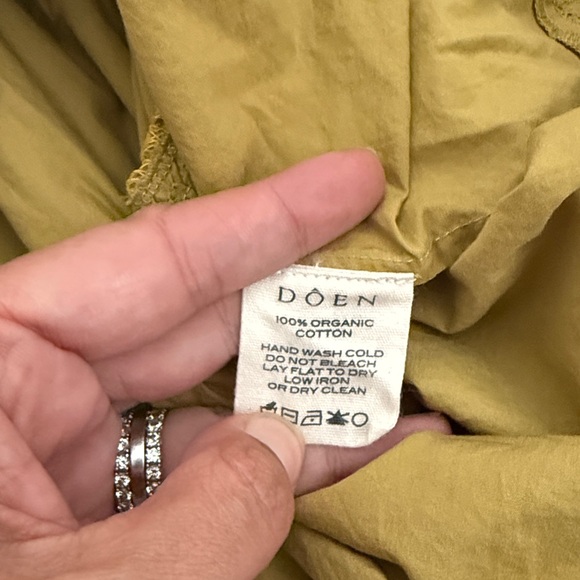 DÔEN
100% ORGANIC
COTTON
HAND WASH COLD
DO NOT BLEACH
LAY FLAT TO DRY
LOW IRON
OR DRY CLEAN